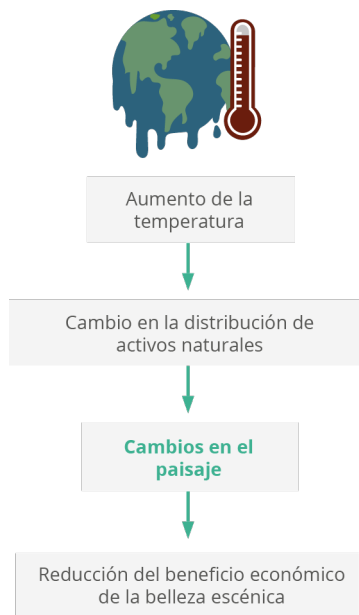 Aumento de la
temperatura
Cambio en la distribución de
activos naturales
Cambios en el
paisaje
Reducción del beneficio económico
de la belleza escénica